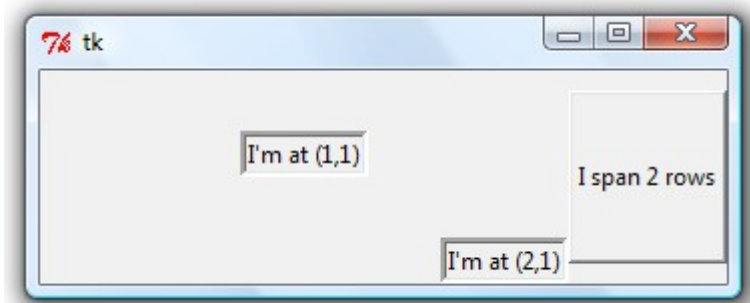 tk
I'm at (1,1)
I span 2 rows
I'm at (2,1)